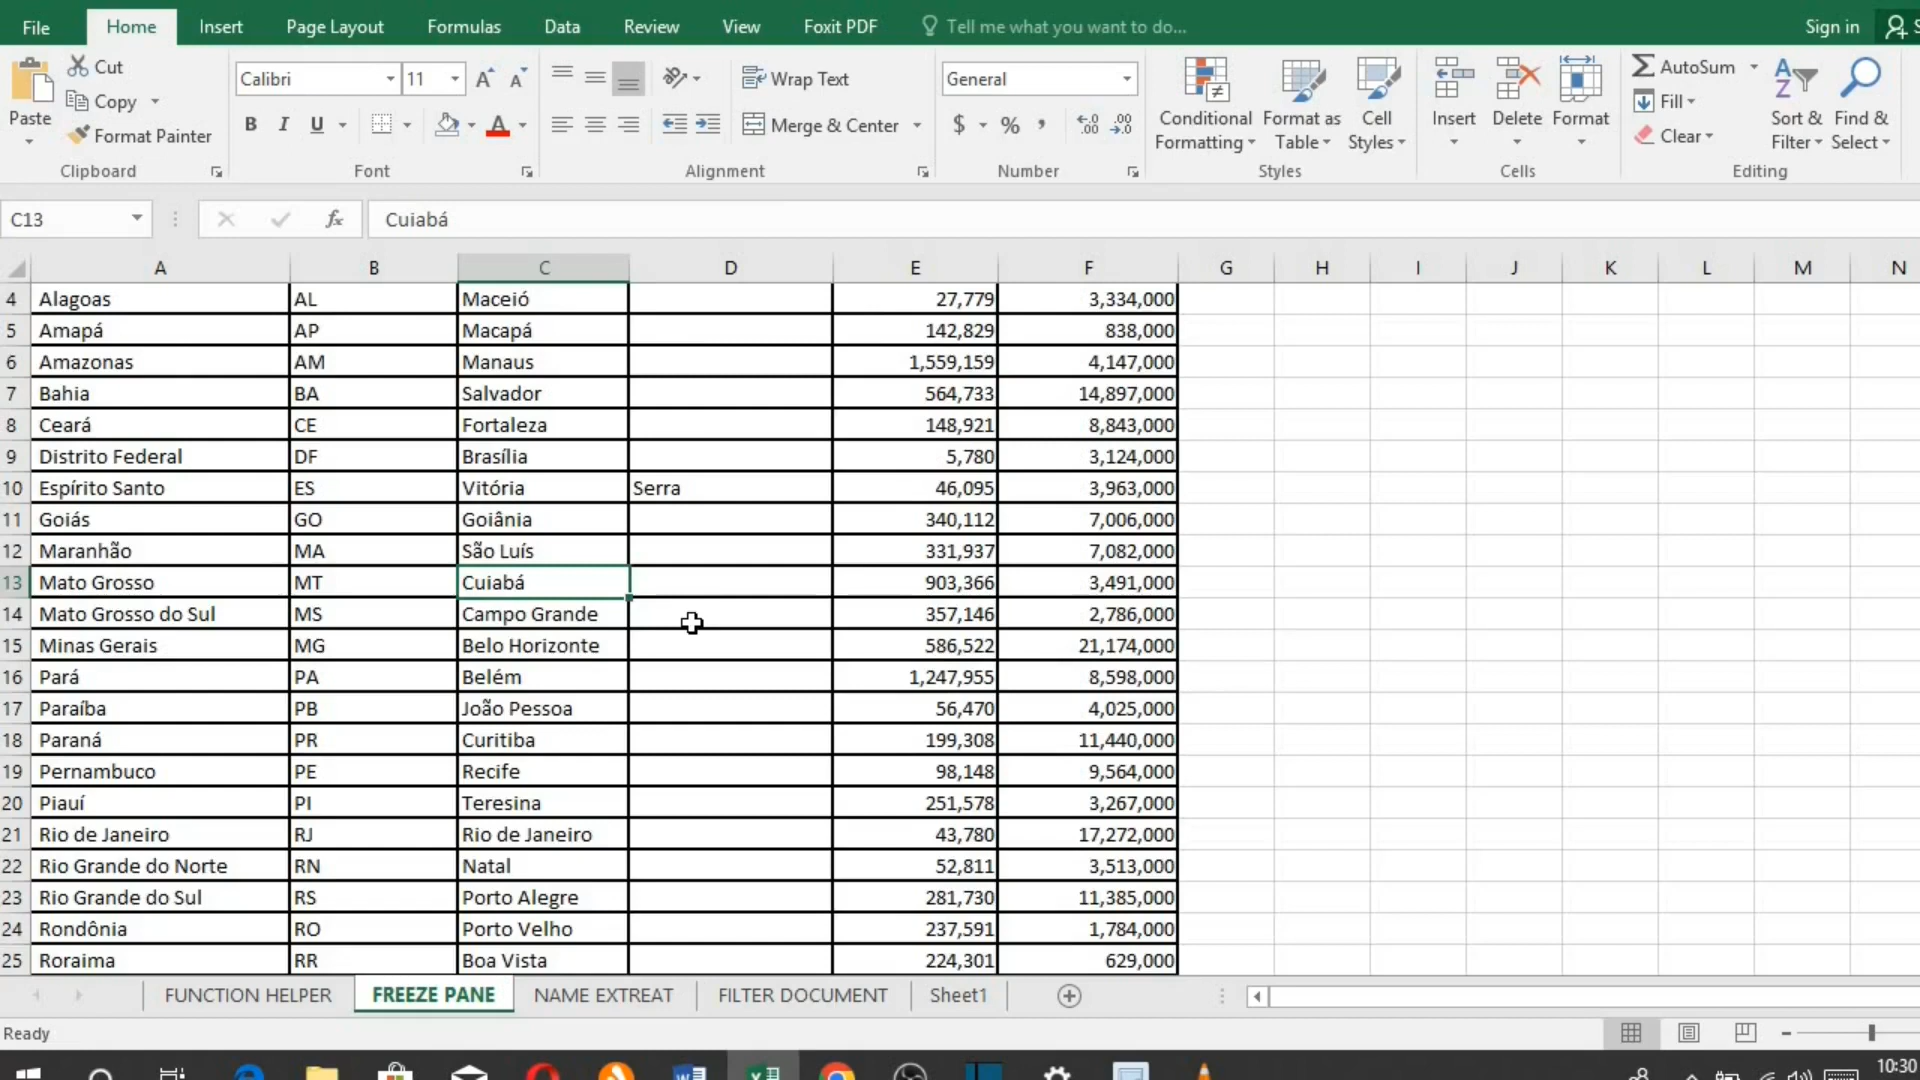 File Home Insert Page Layout Formulas Data Review View Foxit PDF Tell me what you want to do... Sign in S
Paste Cut Copy Format Painter
Clipboard
Calibri 11 A A
B I U A
Font
Wrap Text
Merge & Center
Alignment
General
$ % ,
Number
Conditional Formatting Format as Table Cell Styles
Styles
Insert Delete Format
Cells
AutoSum Fill Clear Sort & Filter Find & Select
Editing
C13 fx Cuiabá
A B C D E F G H I J K L M N
4 Alagoas AL Maceió 27,779 3,334,000
5 Amapá AP Macapá 142,829 838,000
6 Amazonas AM Manaus 1,559,159 4,147,000
7 Bahia BA Salvador 564,733 14,897,000
8 Ceará CE Fortaleza 148,921 8,843,000
9 Distrito Federal DF Brasília 5,780 3,124,000
10 Espírito Santo ES Vitória Serra 46,095 3,963,000
11 Goiás GO Goiânia 340,112 7,006,000
12 Maranhão MA São Luís 331,937 7,082,000
13 Mato Grosso MT Cuiabá 903,366 3,491,000
14 Mato Grosso do Sul MS Campo Grande 357,146 2,786,000
15 Minas Gerais MG Belo Horizonte 586,522 21,174,000
16 Pará PA Belém 1,247,955 8,598,000
17 Paraíba PB João Pessoa 56,470 4,025,000
18 Paraná PR Curitiba 199,308 11,440,000
19 Pernambuco PE Recife 98,148 9,564,000
20 Piauí PI Teresina 251,578 3,267,000
21 Rio de Janeiro RJ Rio de Janeiro 43,780 17,272,000
22 Rio Grande do Norte RN Natal 52,811 3,513,000
23 Rio Grande do Sul RS Porto Alegre 281,730 11,385,000
24 Rondônia RO Porto Velho 237,591 1,784,000
25 Roraima RR Boa Vista 224,301 629,000
FUNCTION HELPER FREEZE PANE NAME EXTREAT FILTER DOCUMENT Sheet1
Ready
10:30